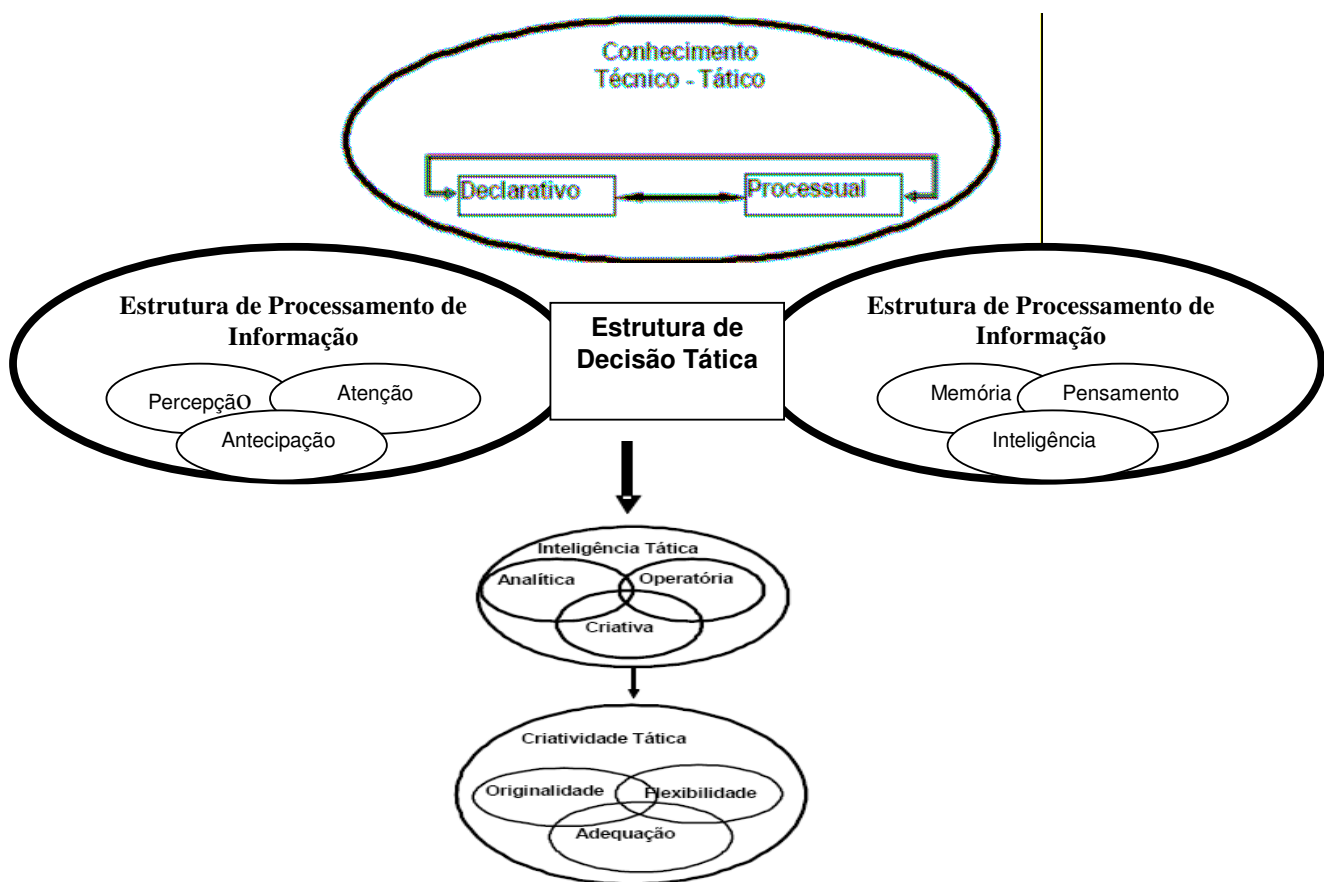 Conhecimento
Técnico - Tático
Declarativo
Processual
Estrutura de Processamento de
Informação
Percepção
Atenção
Antecipação
Estrutura de
Decisão Tática
Estrutura de Processamento de
Informação
Memória
Pensamento
Inteligência
Inteligência Tática
Analítica
Operatória
Criativa
Criatividade Tática
Originalidade
Flexibilidade
Adequação